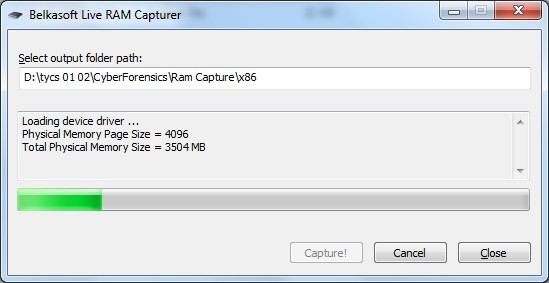 Belkasoft Live RAM Capturer
Select output folder path:
D:\tycs 01 02\CyberForensics\Ram Capture\x86
Loading device driver ...
Physical Memory Page Size = 4096
Total Physical Memory Size = 3504 MB
Capture!
Cancel
Close